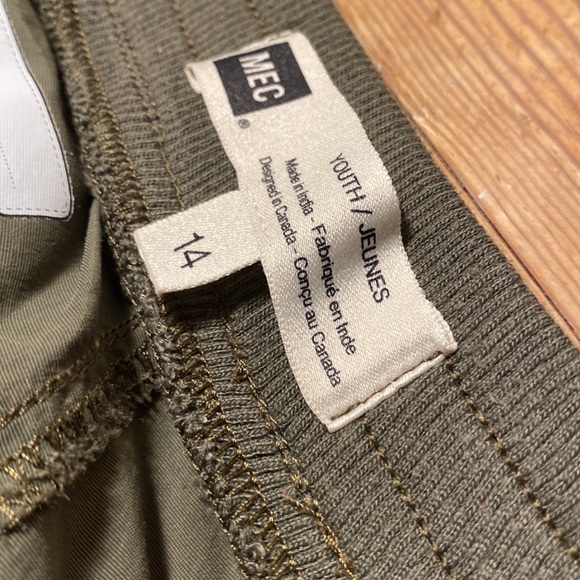 MEC
®
YOUTH / JEUNES
Made in India - Fabriqué en Inde
Designed in Canada - Conçu au Canada
14